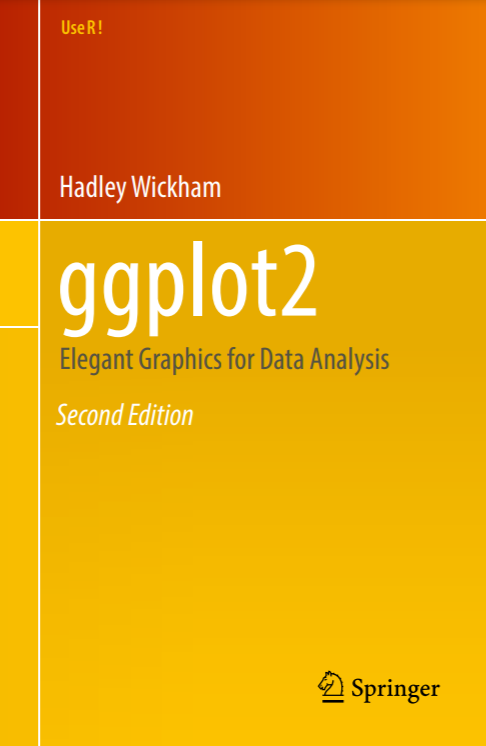 Use R!
Hadley Wickham
ggplot2
Elegant Graphics for Data Analysis
Second Edition
Springer